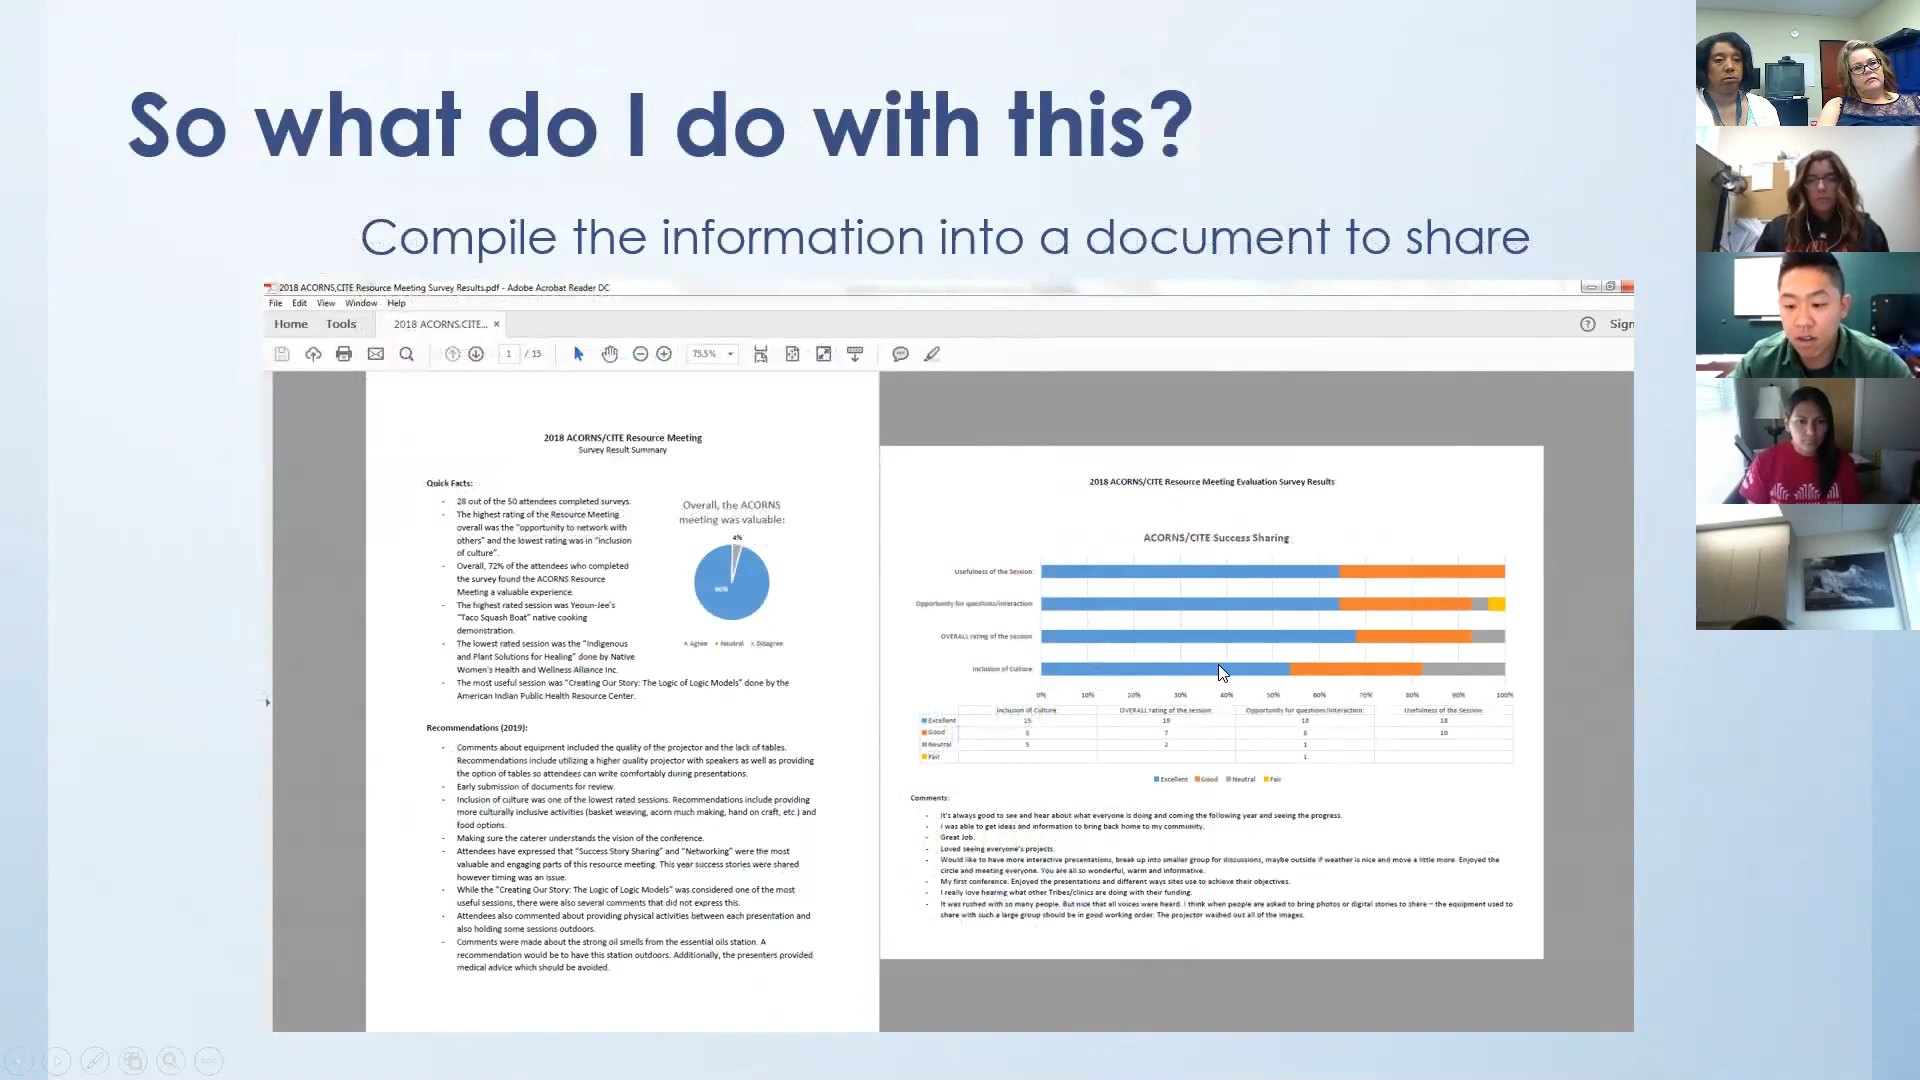 So what do I do with this?
Compile the information into a document to share
2018 ACORNS,CITE Resource Meeting Survey Results.pdf - Adobe Acrobat Reader DC
File Edit View Window Help
Home Tools 2018 ACORNS.CITE... × Sign
1 / 13 75.5%
2018 ACORNS/CITE Resource Meeting
Survey Result Summary
Quick Facts:
- 28 out of the 50 attendees completed surveys.
- The highest rating of the Resource Meeting
overall was the "opportunity to network with
others" and the lowest rating was in "inclusion
of culture".
- Overall, 72% of the attendees who completed
the survey found the ACORNS Resource
Meeting a valuable experience.
- The highest rated session was Yeoun-Jee's
"Taco Squash Boat" native cooking
demonstration.
- The lowest rated session was the "Indigenous
and Plant Solutions for Healing" done by Native
Women's Health and Wellness Alliance Inc.
- The most useful session was "Creating Our Story: The Logic of Logic Models" done by the
American Indian Public Health Resource Center.
Overall, the ACORNS
meeting was valuable:
4%
96%
Agree Neutral Disagree
Recommendations (2019):
- Comments about equipment included the quality of the projector and the lack of tables.
Recommendations include utilizing a higher quality projector with speakers as well as providing
the option of tables so attendees can write comfortably during presentations.
- Early submission of documents for review.
- Inclusion of culture was one of the lowest rated sessions. Recommendations include providing
more culturally inclusive activities (basket weaving, acorn much making, hand on craft, etc.) and
food options.
- Making sure the caterer understands the vision of the conference.
- Attendees have expressed that "Success Story Sharing" and "Networking" were the most
valuable and engaging parts of this resource meeting. This year success stories were shared
however timing was an issue.
- While the "Creating Our Story: The Logic of Logic Models" was considered one of the most
useful sessions, there were also several comments that did not express this.
- Attendees also commented about providing physical activities between each presentation and
also holding some sessions outdoors.
- Comments were made about the strong oil smells from the essential oils station. A
recommendation would be to have this station outdoors. Additionally, the presenters provided
medical advice which should be avoided.
2018 ACORNS/CITE Resource Meeting Evaluation Survey Results
ACORNS/CITE Success Sharing
Usefulness of the Session:
Opportunity for questions/interaction:
OVERALL rating of the session:
Inclusion of Culture:
0% 10% 20% 30% 40% 50% 60% 70% 80% 90% 100%
Inclusion of Culture: OVERALL rating of the session: Opportunity for questions/interaction: Usefulness of the Session:
Excellent 15 19 18 18
Good 8 7 8 10
Neutral 5 2 1
Fair 1
Excellent Good Neutral Fair
Comments:
- It's always good to see and hear about what everyone is doing and coming the following year and seeing the progress.
- I was able to get ideas and information to bring back home to my community.
- Great Job.
- Loved seeing everyone's projects.
- Would like to have more interactive presentations, break up into smaller group for discussions, maybe outside if weather is nice and move a little more. Enjoyed the
circle and meeting everyone. You are all so wonderful, warm and informative.
- My first conference. Enjoyed the presentations and different ways sites use to achieve their objectives.
- I really love hearing what other Tribes/clinics are doing with their funding.
- It was rushed with so many people. But nice that all voices were heard. I think when people are asked to bring photos or digital stories to share – the equipment used to
share with such a large group should be in good working order. The projector washed out all of the images.